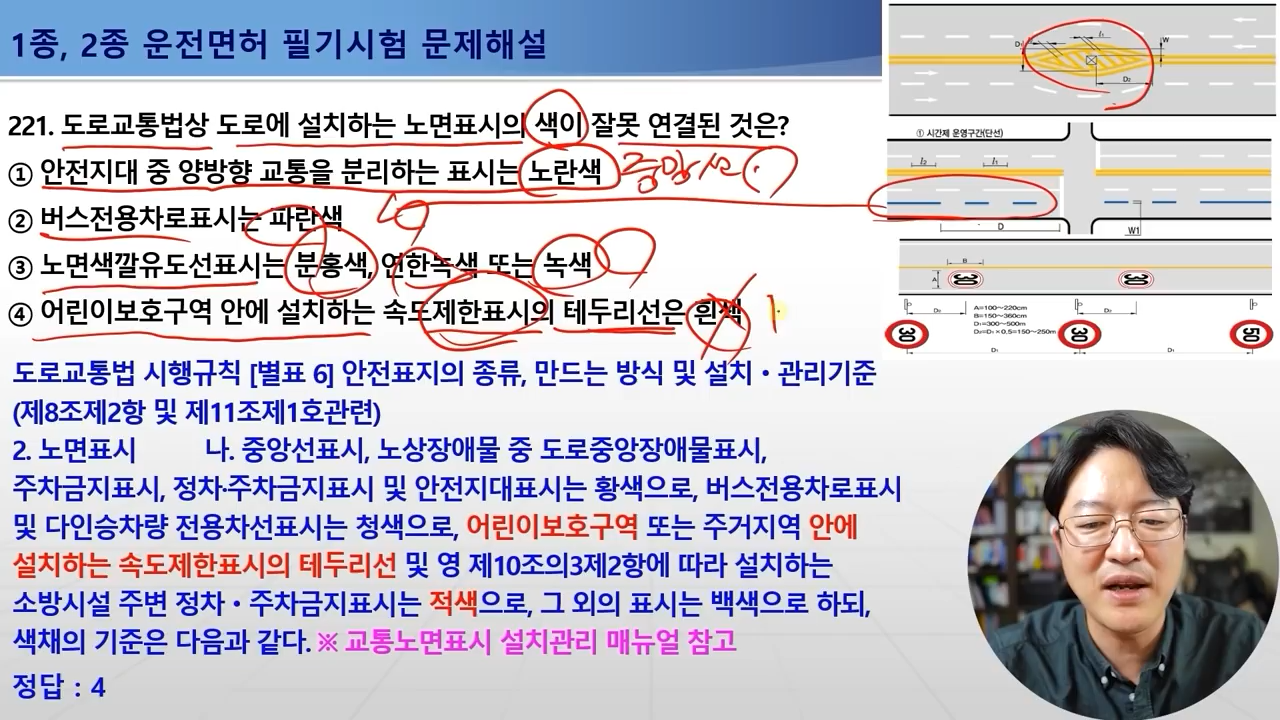 1종, 2종 운전면허 필기시험 문제해설
221. 도로교통법상 도로에 설치하는 노면표시의 색이 잘못 연결된 것은?
① 안전지대 중 양방향 교통을 분리하는 표시는 노란색
중앙선
② 버스전용차로표시는 파란색
③ 노면색깔유도선표시는 분홍색, 연한녹색 또는 녹색
④ 어린이보호구역 안에 설치하는 속도제한표시의 테두리선은 흰색
도로교통법 시행규칙 [별표 6] 안전표지의 종류, 만드는 방식 및 설치・관리기준
(제8조제2항 및 제11조제1호관련)
2. 노면표시 나. 중앙선표시, 노상장애물 중 도로중앙장애물표시,
주차금지표시, 정차·주차금지표시 및 안전지대표시는 황색으로, 버스전용차로표시
및 다인승차량 전용차선표시는 청색으로, 어린이보호구역 또는 주거지역 안에
설치하는 속도제한표시의 테두리선 및 영 제10조의3제2항에 따라 설치하는
소방시설 주변 정차・주차금지표시는 적색으로, 그 외의 표시는 백색으로 하되,
색채의 기준은 다음과 같다. ※ 교통노면표시 설치관리 매뉴얼 참고
정답 : 4
l₁
W
D₂
① 시간제 운영구간(단선)
l₂ l₁
D
W1
B
A
30 30
A=100~220cm
B=150~360cm
D₁=300~500m
D₂=D₁×0.5=150~250m
D₂ D₂
30 30 50
D₁ D₁